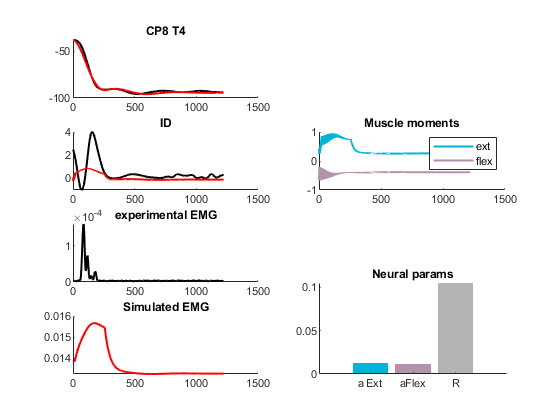 CP8 T4
-50
-100
0 500 1000 1500
ID
4
2
0
0 500 1000 1500
Muscle moments
1
0
-1
0 500 1000 1500
ext
flex
experimental EMG
×10⁻⁴
1
0
0 500 1000 1500
Simulated EMG
0.016
0.015
0.014
0 500 1000 1500
Neural params
0.1
0.05
0
a Ext aFlex R